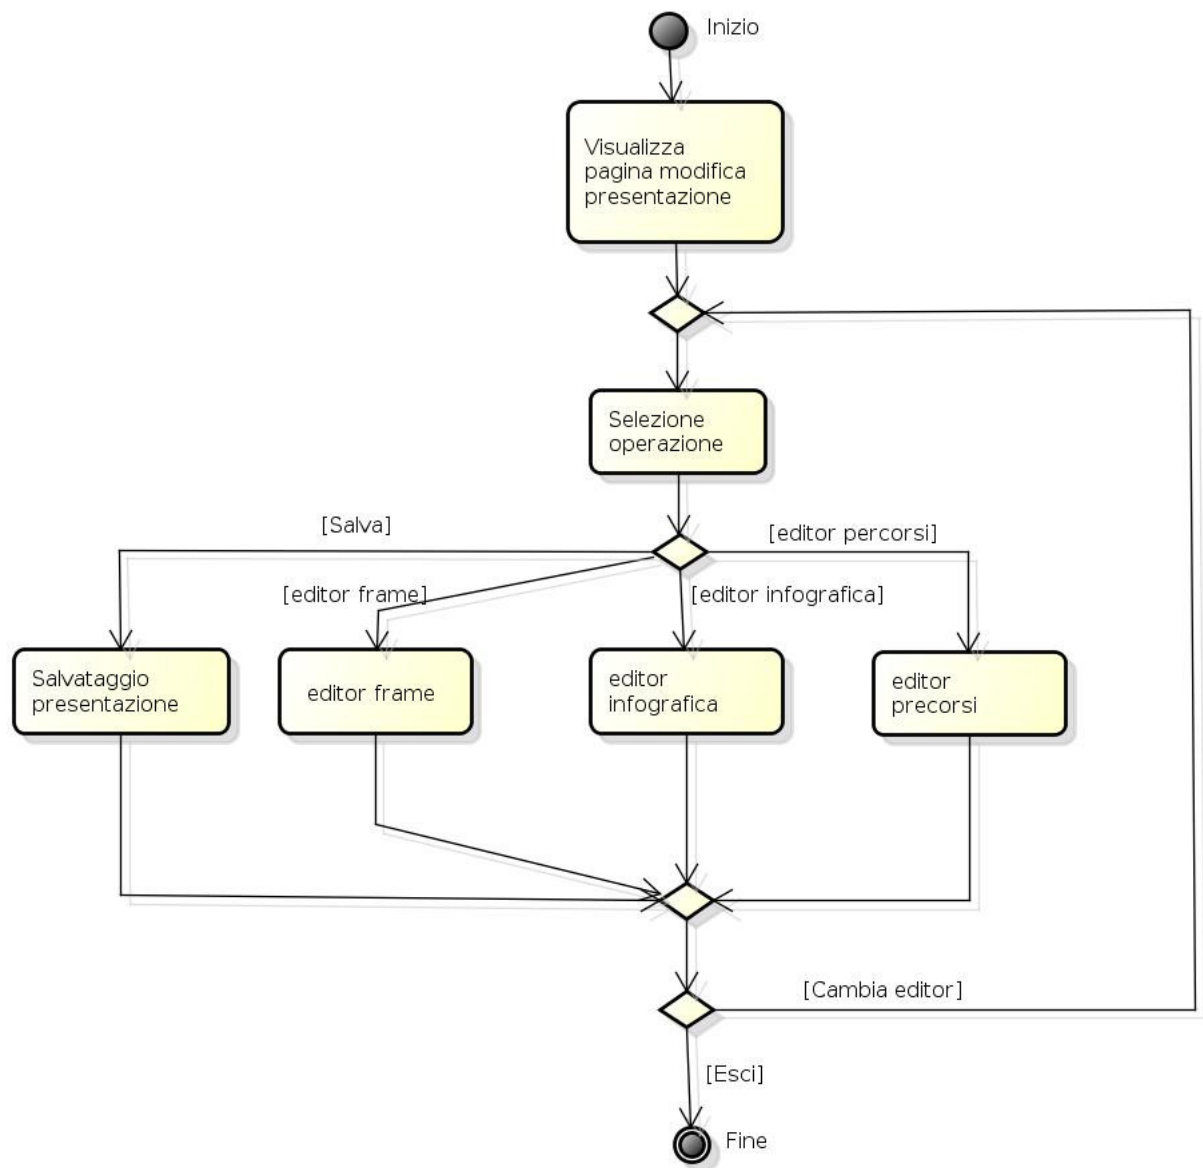 Inizio
Visualizza
pagina modifica
presentazione
Selezione
operazione
[Salva]
[editor percorsi]
[editor frame]
[editor infografica]
Salvataggio
presentazione
editor frame
editor
infografica
editor
precorsi
[Cambia editor]
[Esci]
Fine